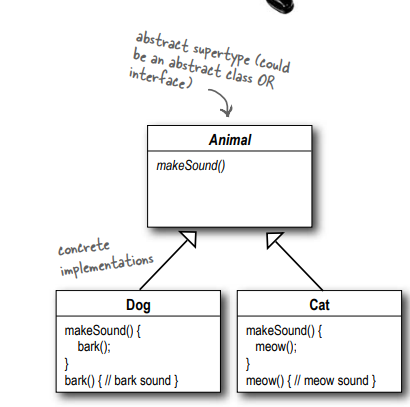 abstract supertype (could
be an abstract class OR
interface)
Animal
makeSound()
concrete
implementations
Dog
makeSound() {
bark();
}
bark() { // bark sound }
Cat
makeSound() {
meow();
}
meow() { // meow sound }